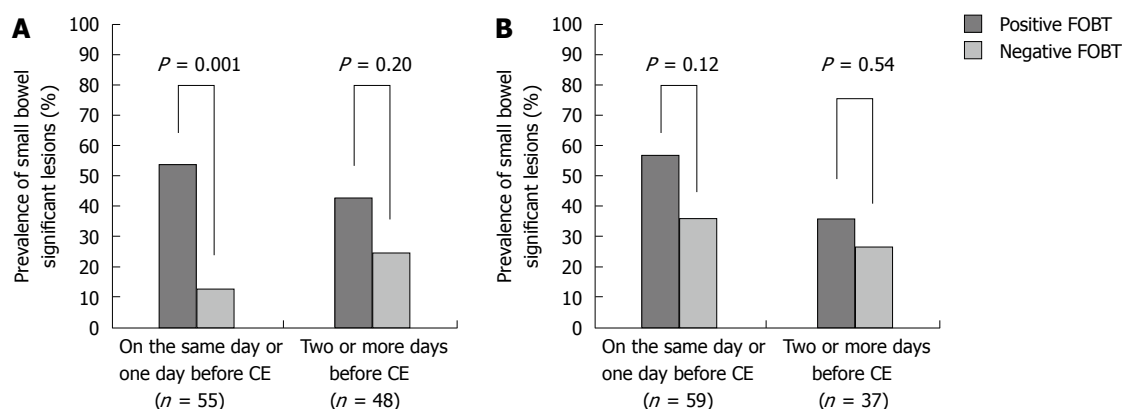 A
Prevalence of small bowel
significant lesions (%)
100
90
80
70
60
50
40
30
20
10
0
P = 0.001
P = 0.20
On the same day or
one day before CE
(n = 55)
Two or more days
before CE
(n = 48)
B
Prevalence of small bowel
significant lesions (%)
100
90
80
70
60
50
40
30
20
10
0
P = 0.12
P = 0.54
On the same day or
one day before CE
(n = 59)
Two or more days
before CE
(n = 37)
Positive FOBT
Negative FOBT